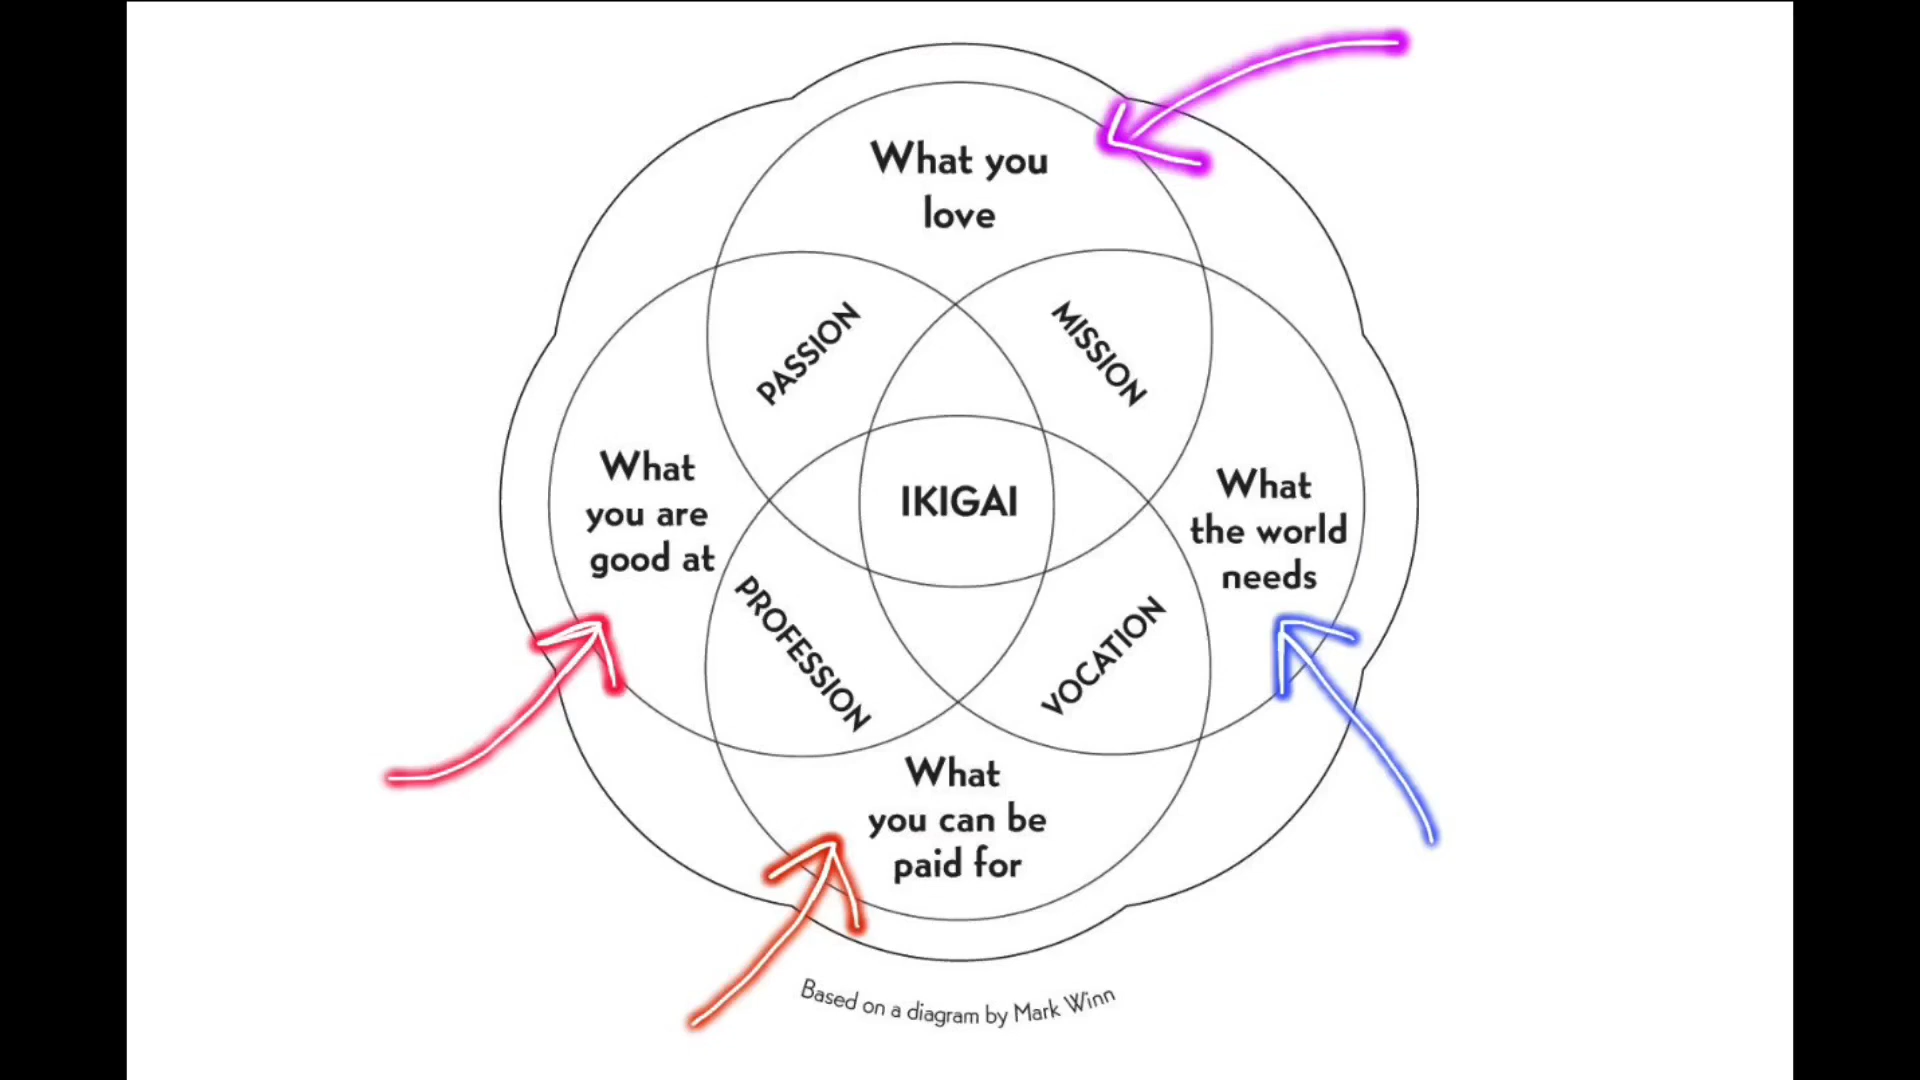 What you
love
PASSION
MISSION
What
you are
good at
IKIGAI
What
the world
needs
PROFESSION
VOCATION
What
you can be
paid for
Based on a diagram by Mark Winn